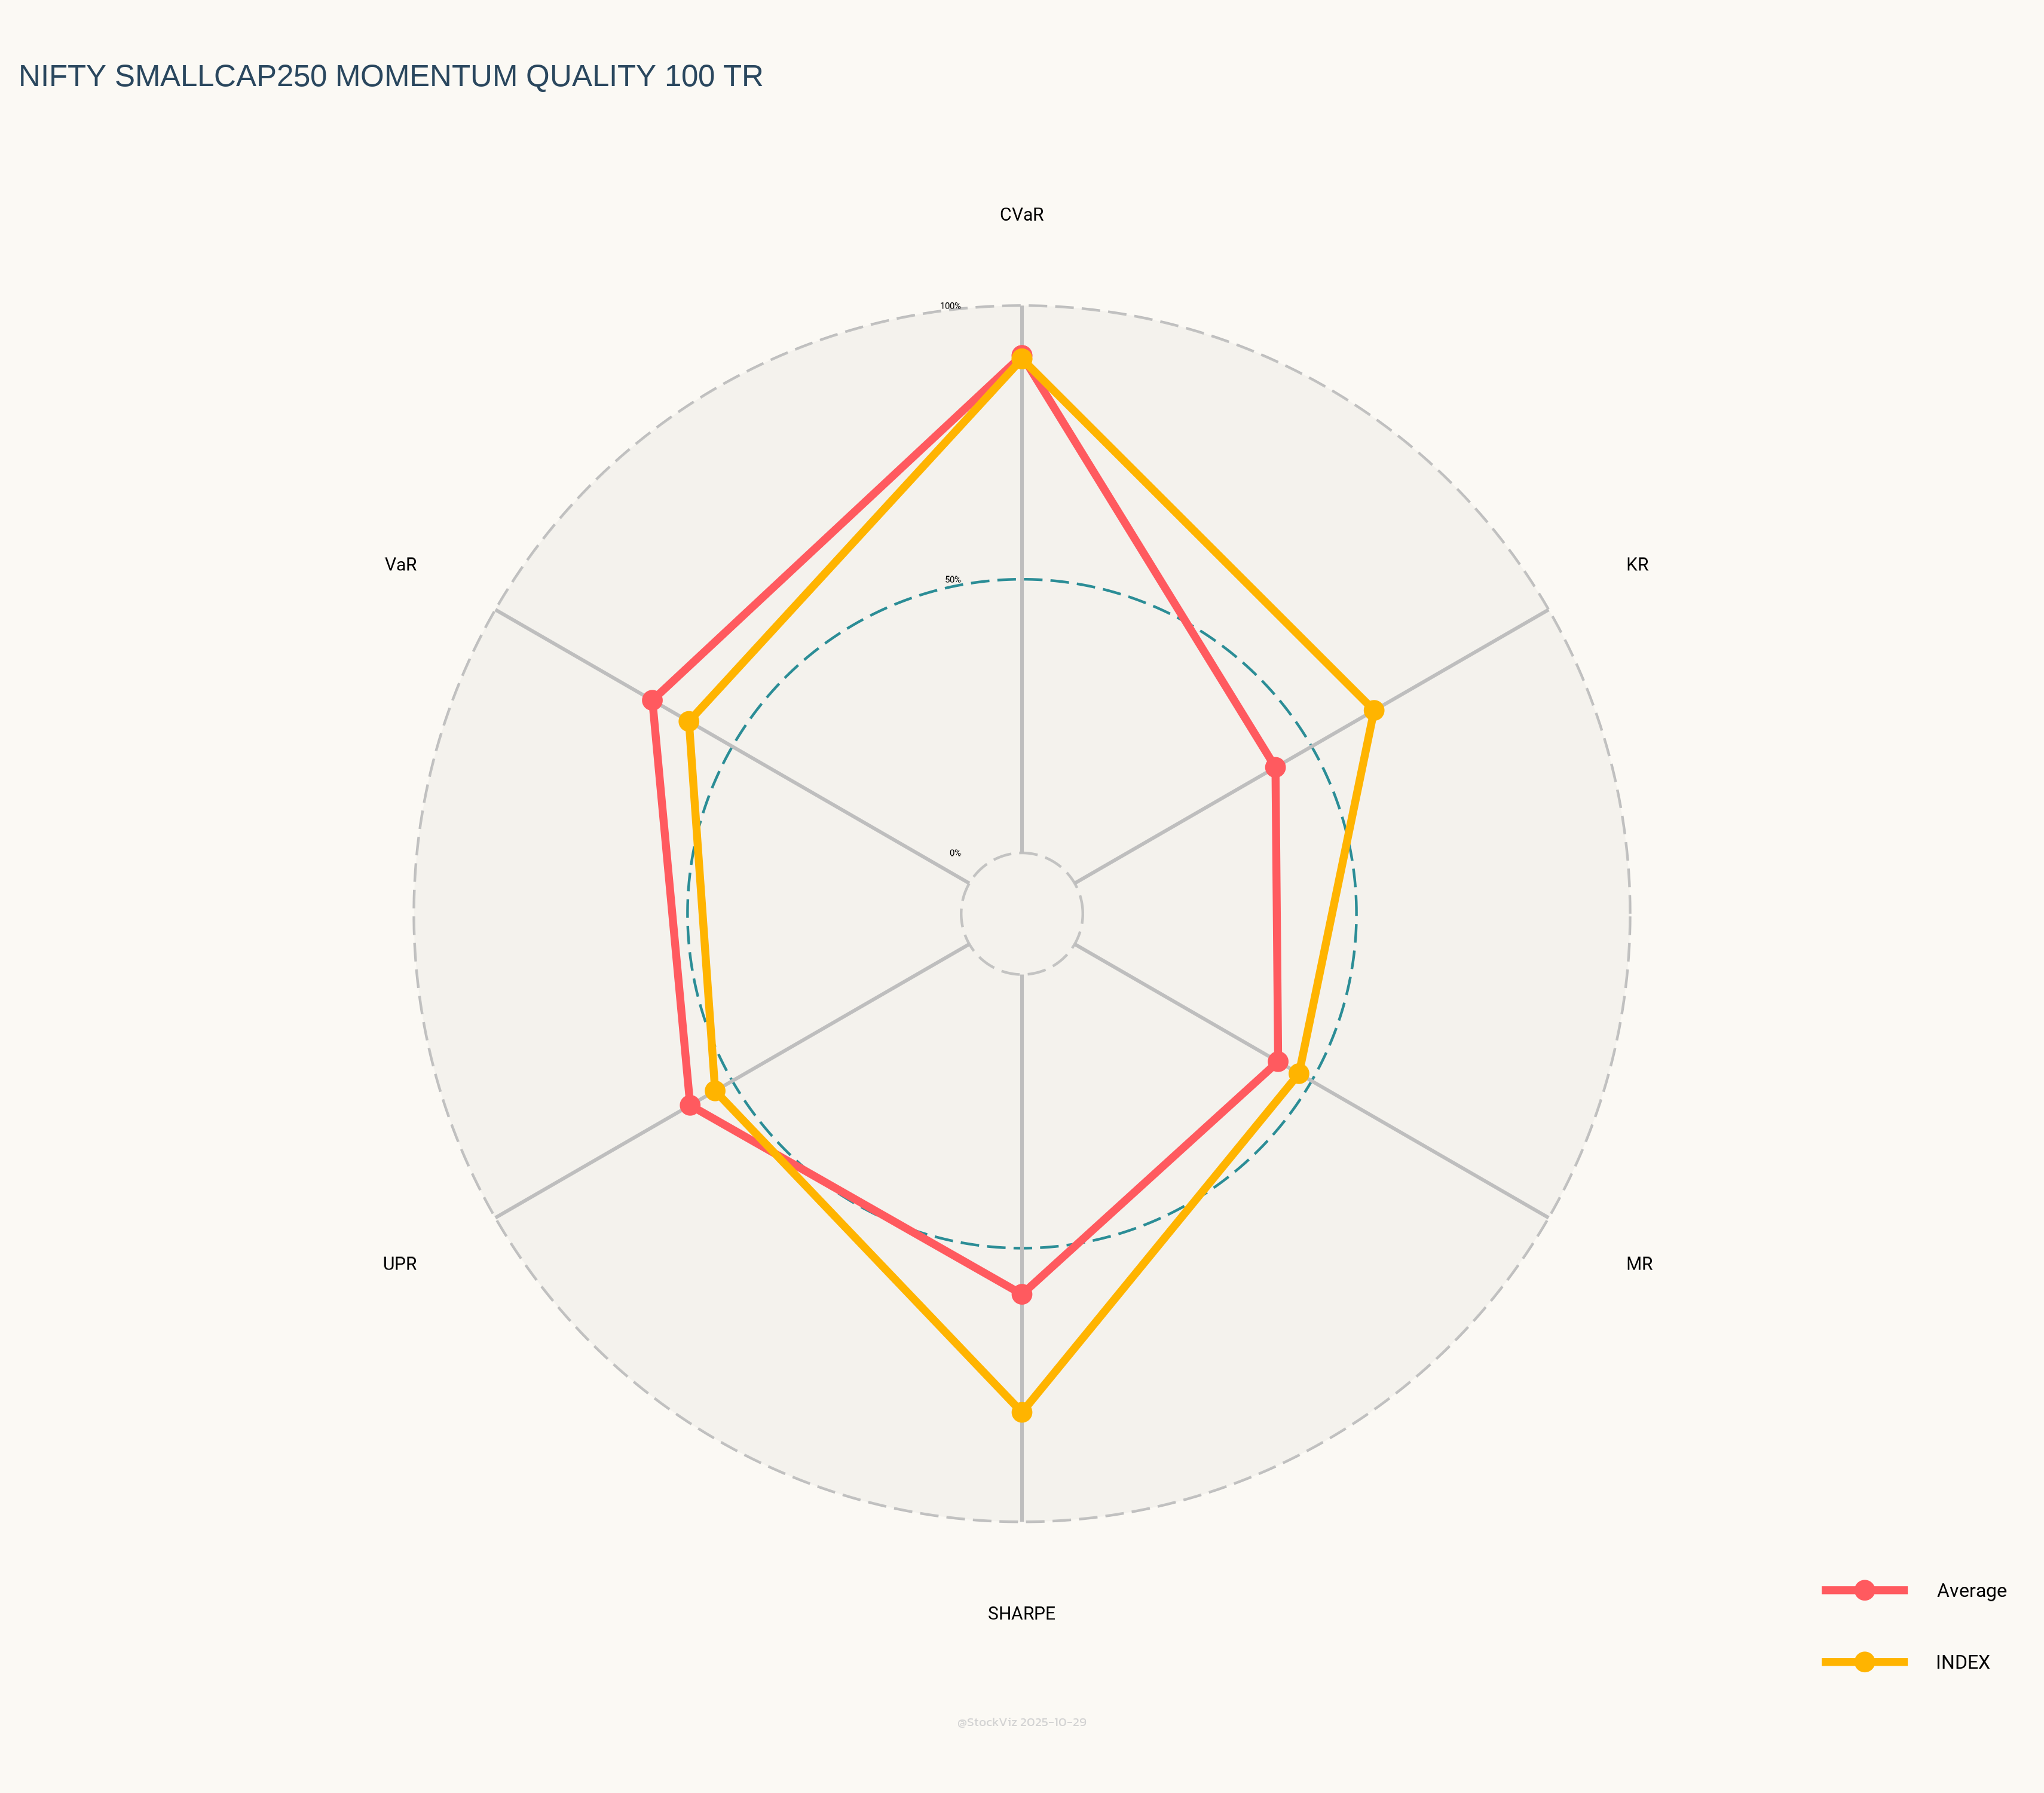 NIFTY SMALLCAP250 MOMENTUM QUALITY 100 TR
CVaR
100%
VaR
KR
50%
0%
UPR
MR
SHARPE
Average
INDEX
@StockViz 2025-10-29